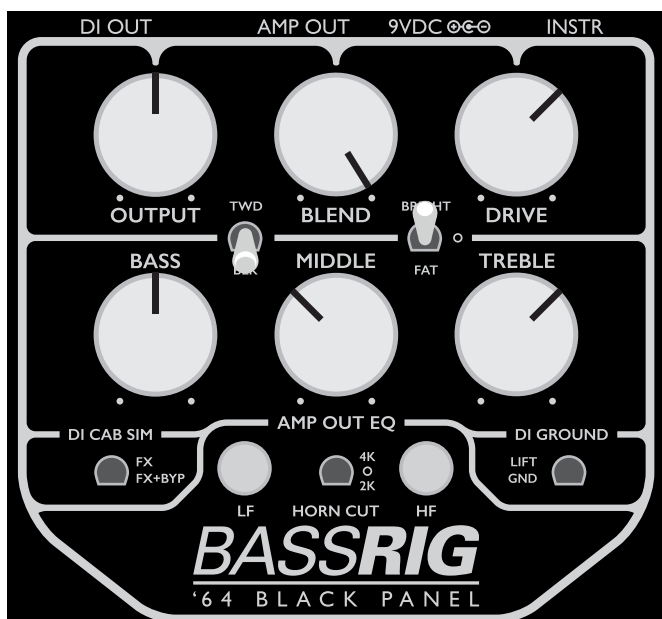 DI OUT AMP OUT 9VDC INSTR
TWD
OUTPUT BLEND DRIVE
BASS MIDDLE TREBLE
FAT
AMP OUT EQ
DI CAB SIM DI GROUND
FX 4K LIFT
FX+BYP 2K GND
LF HORN CUT HF
BASSRIG
'64 BLACK PANEL